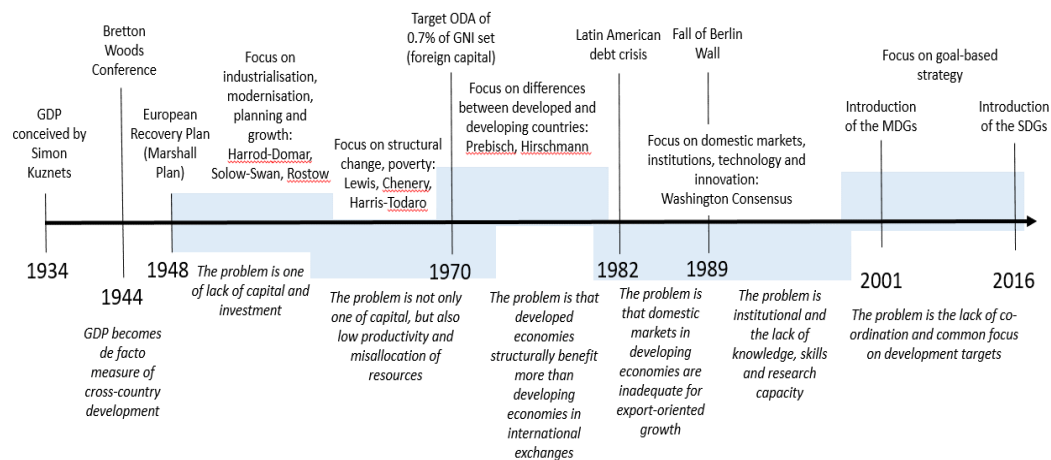 GDP
conceived by
Simon
Kuznets
Bretton
Woods
Conference
European
Recovery Plan
(Marshall
Plan)
Focus on
industrialisation,
modernisation,
planning and
growth:
Harrod-Domar,
Solow-Swan, Rostow
Focus on structural
change, poverty:
Lewis, Chenery,
Harris-Todaro
Target ODA of
0.7% of GNI set
(foreign capital)
Focus on differences
between developed and
developing countries:
Prebisch, Hirschmann
Latin American
debt crisis
Fall of Berlin
Wall
Focus on domestic markets,
institutions, technology and
innovation:
Washington Consensus
Focus on goal-based
strategy
Introduction
of the MDGs
Introduction
of the SDGs
1934
1944
1948
1970
1982
1989
2001
2016
GDP becomes
de facto
measure of
cross-country
development
The problem is one
of lack of capital and
investment
The problem is not only
one of capital, but also
low productivity and
misallocation of
resources
The problem is that
developed
economies
structurally benefit
more than
developing
economies in
international
exchanges
The problem is
that domestic
markets in
developing
economies are
inadequate for
export-oriented
growth
The problem is
institutional and
the lack of
knowledge, skills
and research
capacity
The problem is the lack of co-
ordination and common focus
on development targets